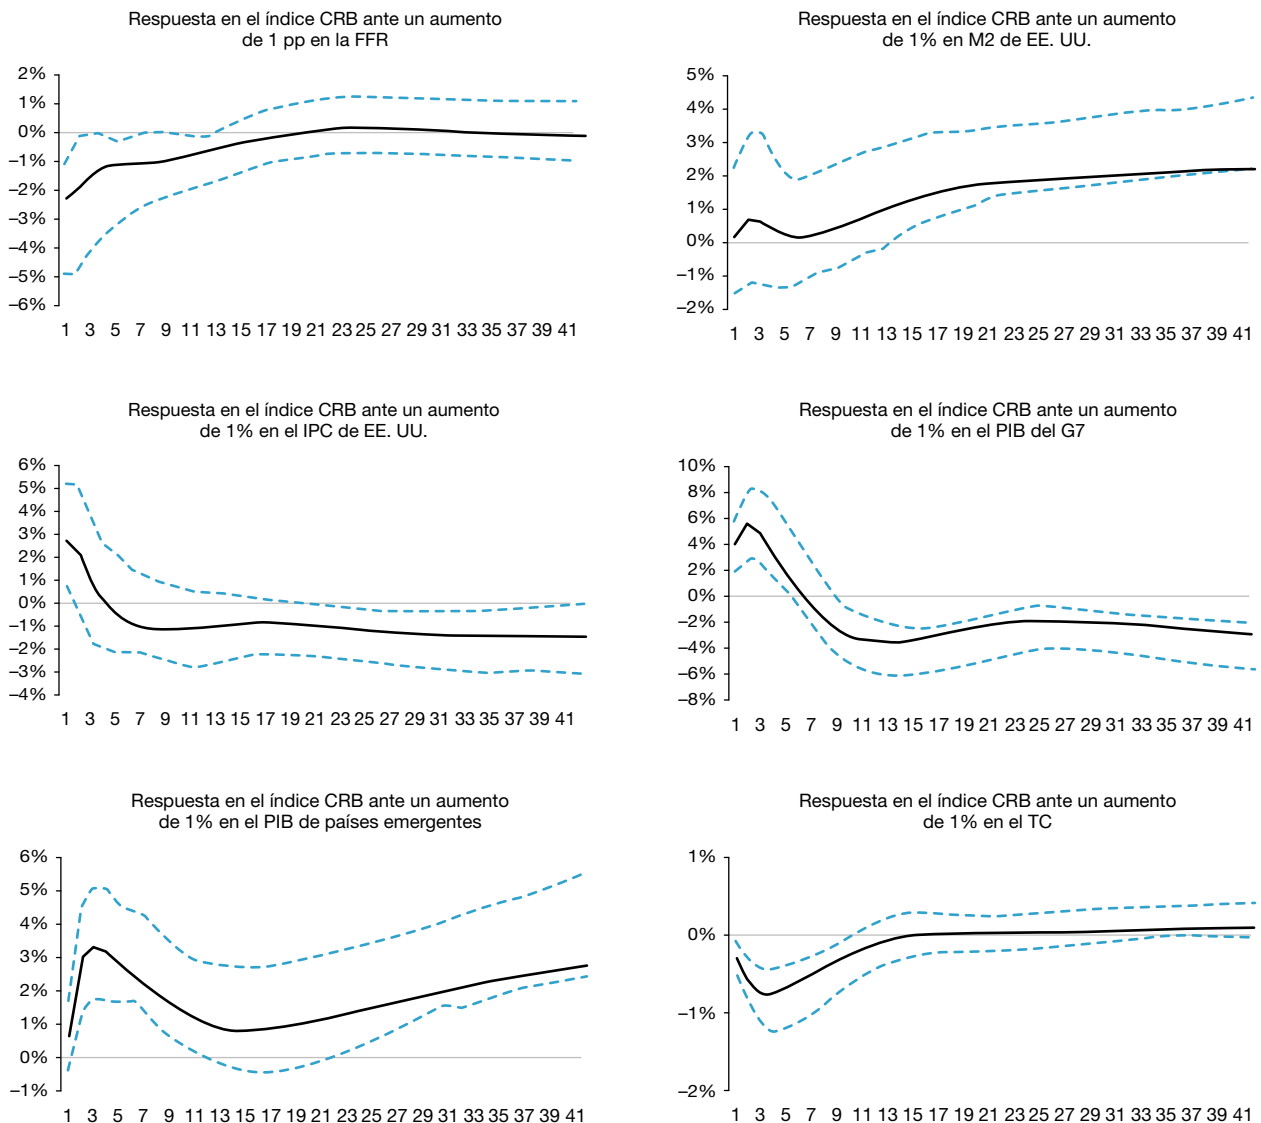 Respuesta en el índice CRB ante un aumento
de 1 pp en la FFR
2%
1%
0%
–1%
–2%
–3%
–4%
–5%
–6%
1 3 5 7 9 11 13 15 17 19 21 23 25 27 29 31 33 35 37 39 41
Respuesta en el índice CRB ante un aumento
de 1% en M2 de EE. UU.
5%
4%
3%
2%
1%
0%
–1%
–2%
1 3 5 7 9 11 13 15 17 19 21 23 25 27 29 31 33 35 37 39 41
Respuesta en el índice CRB ante un aumento
de 1% en el IPC de EE. UU.
6%
5%
4%
3%
2%
1%
0%
–1%
–2%
–3%
–4%
1 3 5 7 9 11 13 15 17 19 21 23 25 27 29 31 33 35 37 39 41
Respuesta en el índice CRB ante un aumento
de 1% en el PIB del G7
10%
8%
6%
4%
2%
0%
–2%
–4%
–6%
–8%
1 3 5 7 9 11 13 15 17 19 21 23 25 27 29 31 33 35 37 39 41
Respuesta en el índice CRB ante un aumento
de 1% en el PIB de países emergentes
6%
5%
4%
3%
2%
1%
0%
–1%
1 3 5 7 9 11 13 15 17 19 21 23 25 27 29 31 33 35 37 39 41
Respuesta en el índice CRB ante un aumento
de 1% en el TC
1%
0%
–1%
–2%
1 3 5 7 9 11 13 15 17 19 21 23 25 27 29 31 33 35 37 39 41